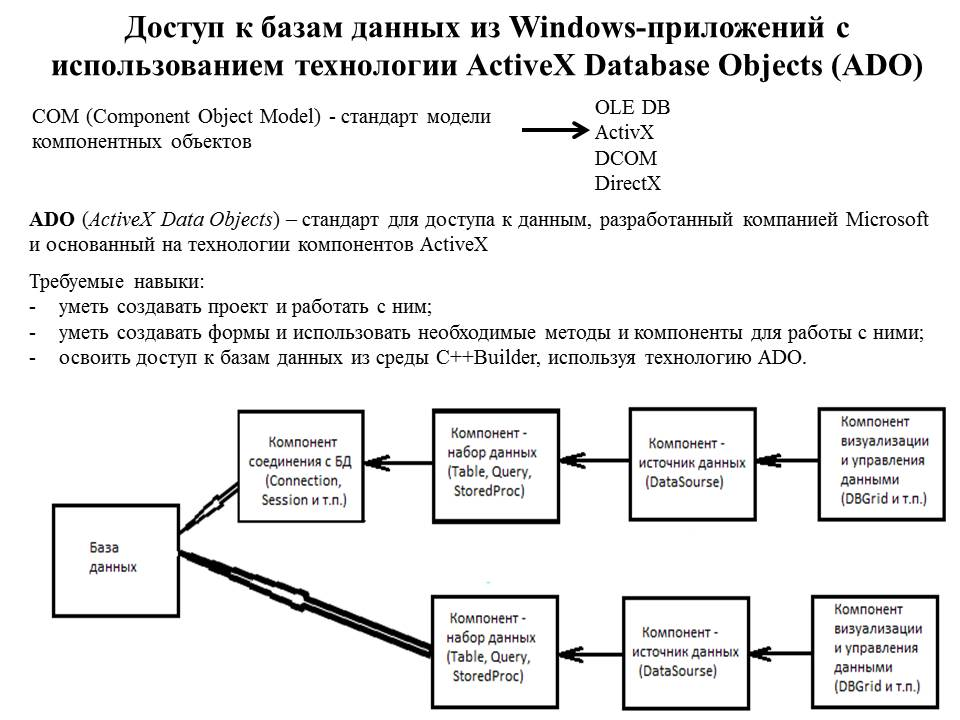 Доступ к базам данных из Windows-приложений с
использованием технологии ActiveX Database Objects (ADO)
COM (Component Object Model) - стандарт модели
компонентных объектов
OLE DB
ActivX
DCOM
DirectX
ADO (ActiveX Data Objects) – стандарт для доступа к данным, разработанный компанией Microsoft
и основанный на технологии компонентов ActiveX
Требуемые навыки:
- уметь создавать проект и работать с ним;
- уметь создавать формы и использовать необходимые методы и компоненты для работы с ними;
- освоить доступ к базам данных из среды C++Builder, используя технологию ADO.
База
данных
Компонент
соединения с БД
(Connection,
Session и т.п.)
Компонент -
набор данных
(Table, Query,
StoredProc)
Компонент -
источник данных
(DataSourse)
Компонент
визуализации
и управления
данными
(DBGrid и т.п.)
Компонент -
набор данных
(Table, Query,
StoredProc)
Компонент -
источник данных
(DataSourse)
Компонент
визуализации
и управления
данными
(DBGrid и т.п.)